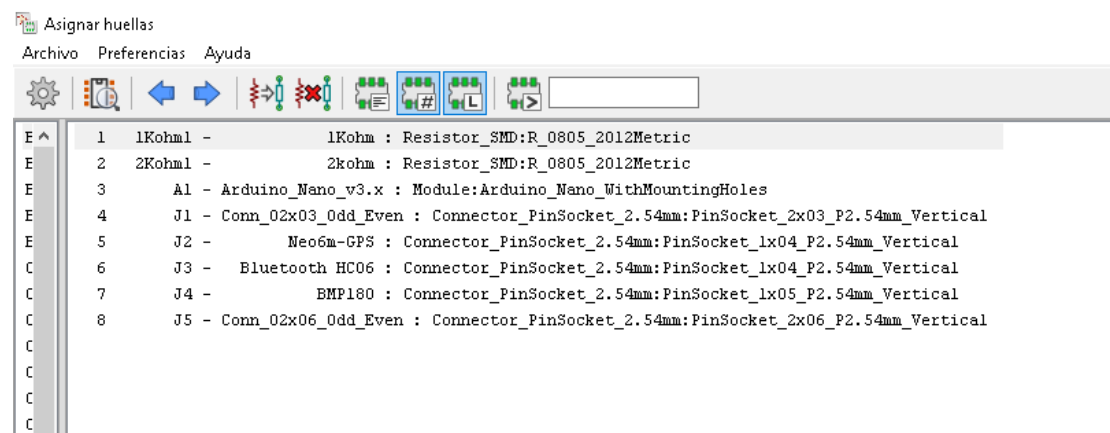 Asignar huellas
Archivo Preferencias Ayuda
1 1Kohm1 - 1Kohm : Resistor_SMD:R_0805_2012Metric
2 2Kohm1 - 2kohm : Resistor_SMD:R_0805_2012Metric
3 A1 - Arduino_Nano_v3.x : Module:Arduino_Nano_WithMountingHoles
4 J1 - Conn_02x03_Odd_Even : Connector_PinSocket_2.54mm:PinSocket_2x03_P2.54mm_Vertical
5 J2 - Neo6m-GPS : Connector_PinSocket_2.54mm:PinSocket_1x04_P2.54mm_Vertical
6 J3 - Bluetooth HC06 : Connector_PinSocket_2.54mm:PinSocket_1x04_P2.54mm_Vertical
7 J4 - BMP180 : Connector_PinSocket_2.54mm:PinSocket_1x05_P2.54mm_Vertical
8 J5 - Conn_02x06_Odd_Even : Connector_PinSocket_2.54mm:PinSocket_2x06_P2.54mm_Vertical